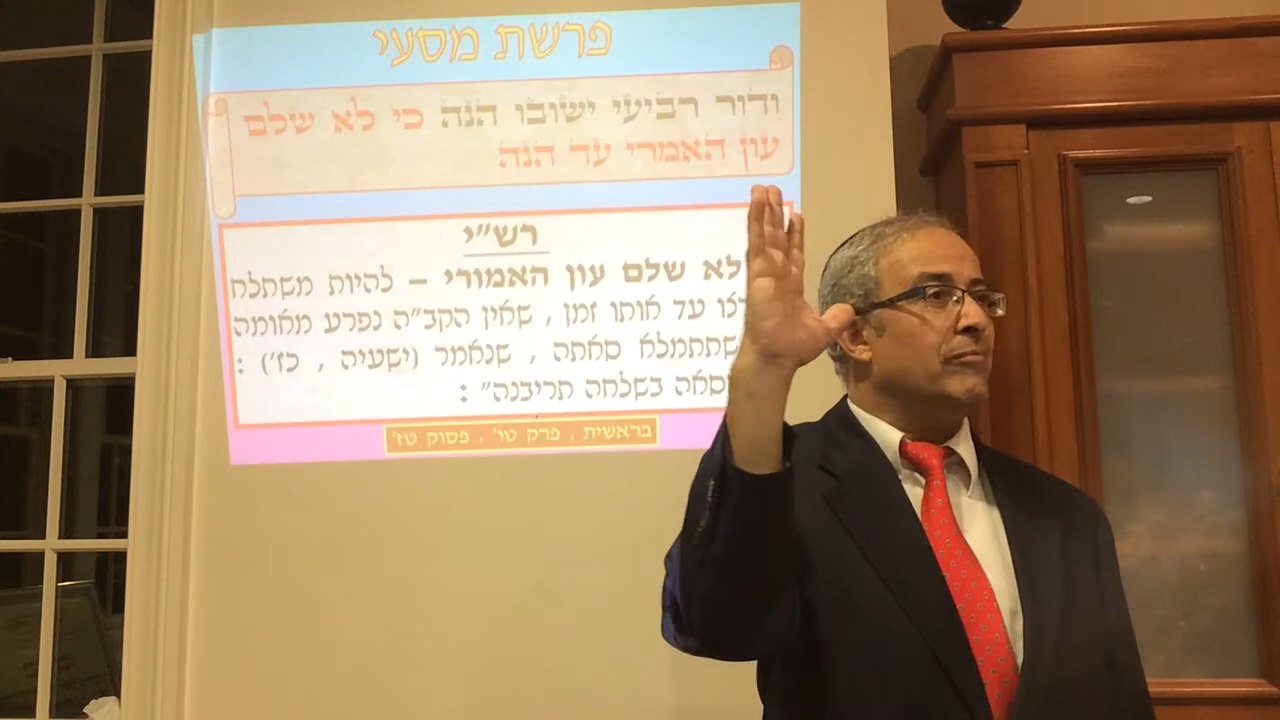 פרשת מסעי
ודור רביעי ישובו הנה כי לא שלם
עון האמרי עד הנה
רש״י
לא שלם עון האמורי – להיות משתלח
עד אותו זמן , שאין הקב״ה נפרע מאומה
שתתמלא סאתה , שנאמר (ישעיה , כז׳) :
בשלחה תריבנה״ :
בראשית , פרק טו׳ , פסוק טז׳